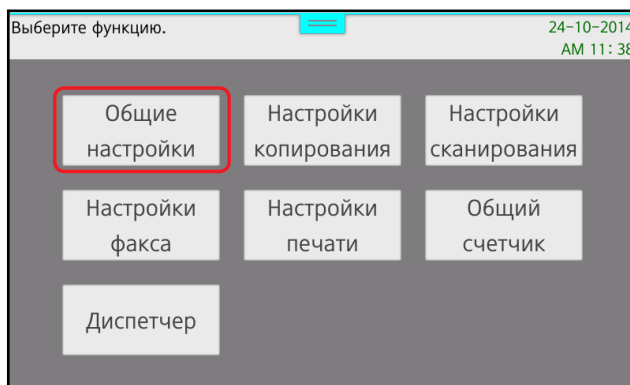 Выберите функцию.
24-10-2014
AM 11: 38
Общие
настройки
Настройки
копирования
Настройки
сканирования
Настройки
факса
Настройки
печати
Общий
счетчик
Диспетчер